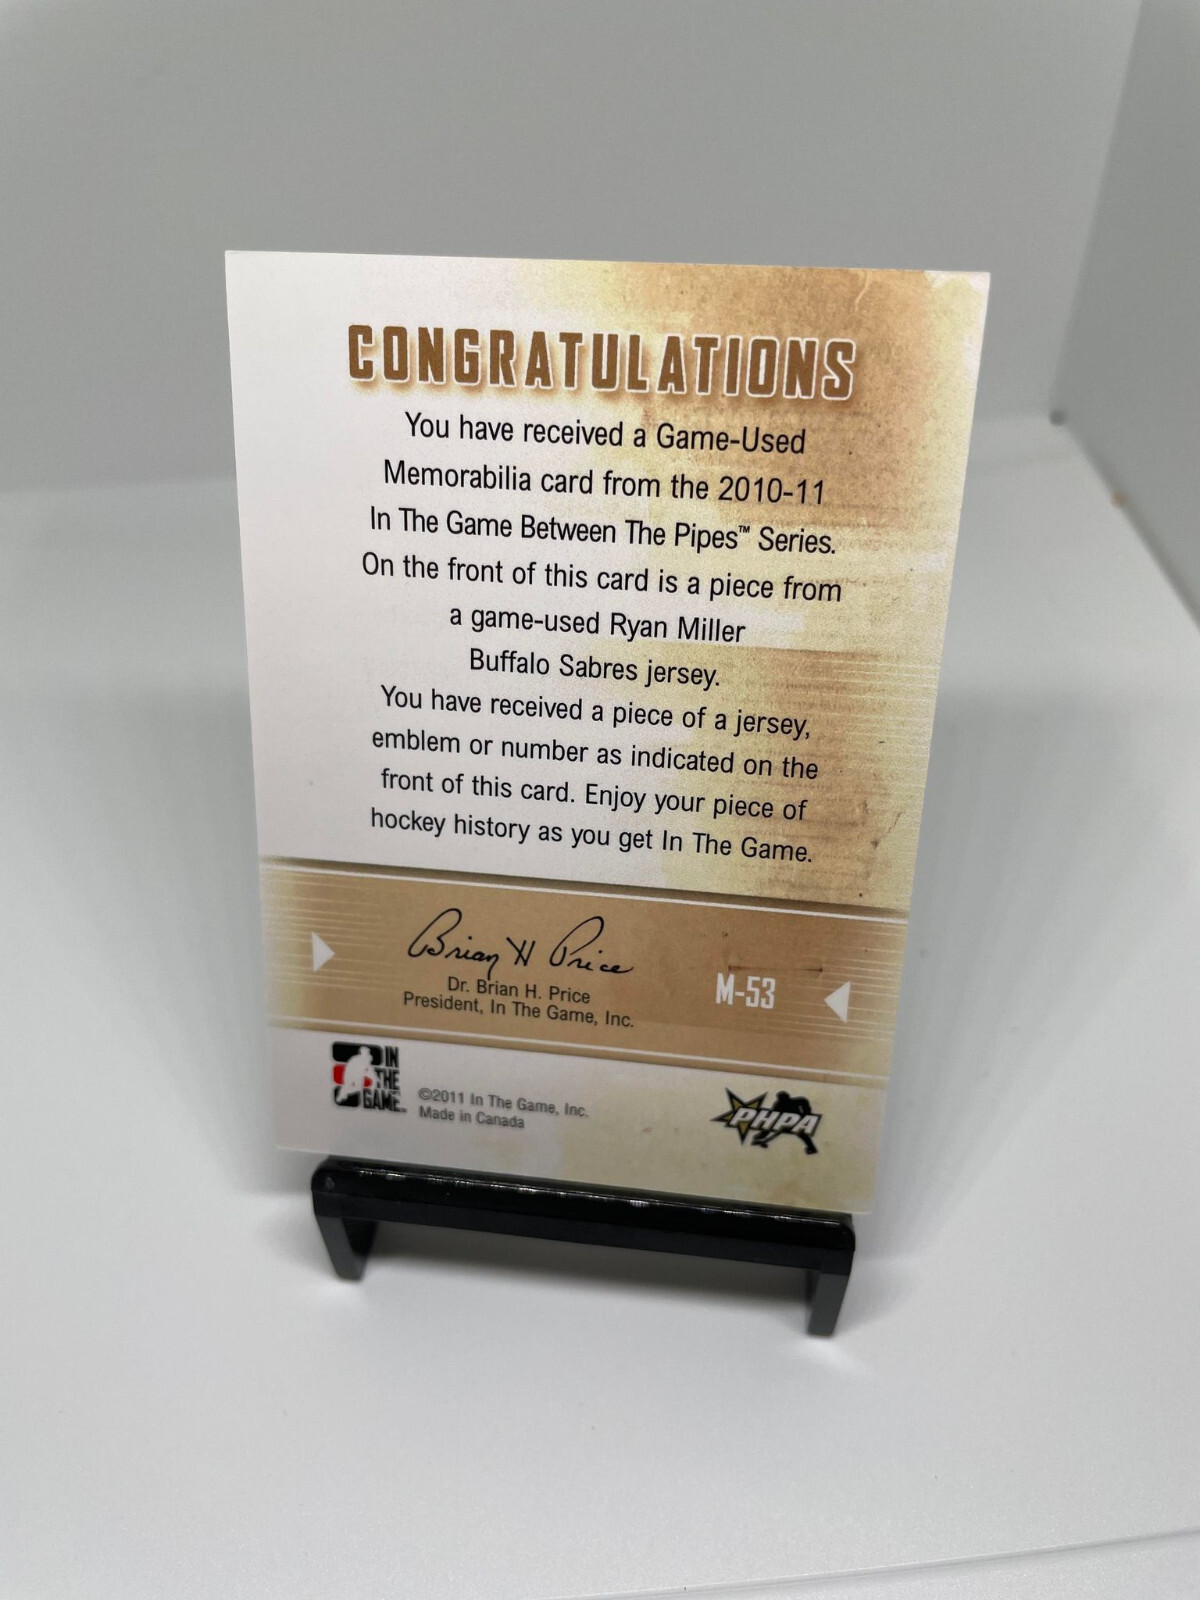 CONGRATULATIONS
You have received a Game-Used
Memorabilia card from the 2010-11
In The Game Between The Pipes™ Series.
On the front of this card is a piece from
a game-used Ryan Miller
Buffalo Sabres jersey.
You have received a piece of a jersey,
emblem or number as indicated on the
front of this card. Enjoy your piece of
hockey history as you get In The Game.
Brian H Price
Dr. Brian H. Price
President, In The Game, Inc.
M-53
IN
THE
GAME
©2011 In The Game, Inc.
Made in Canada
PHPA